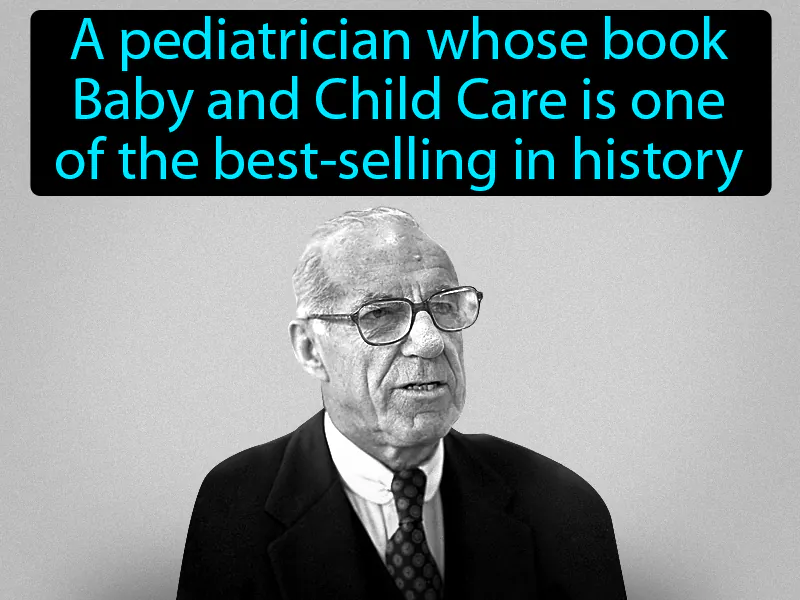 A pediatrician whose book
Baby and Child Care is one
of the best-selling in history